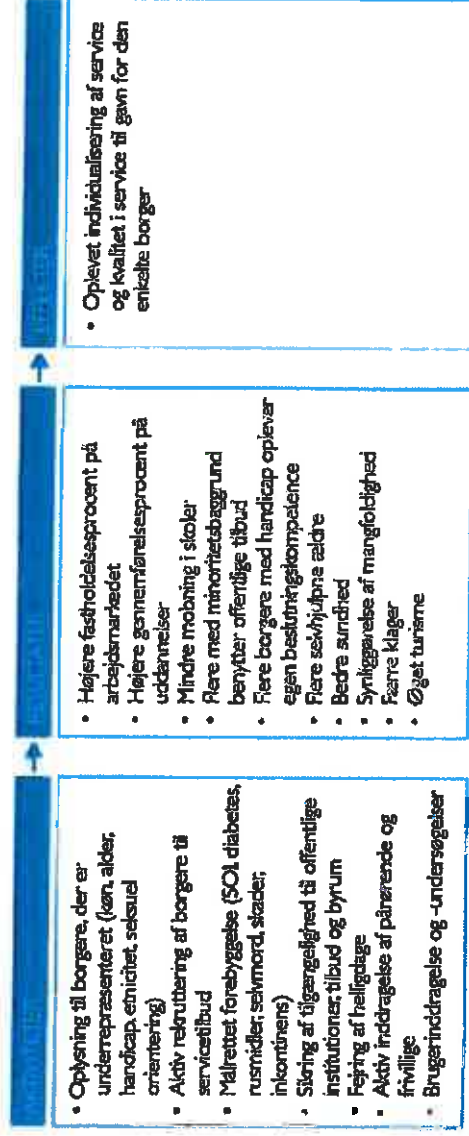 • Oplysning til borgere, der er
underrepræsenteret (køn, alder,
handicap, etnicitet, seksuel
orientering)
• Aktiv rekruttering af borgere til
servicetilbud
• Målrettet forebyggelse (SOI, diabetes,
rusmidler, selvmord, skader,
inkontinens)
• Sikring af tilgængelighed til offentlige
institutioner, tilbud og byrum
• Fejring af helligdage
• Aktiv inddragelse af pårørende og
frivillige
• Brugerinddragelse og -undersøgelser
• Højere fastholdelsesprocent på
arbejdsmarkedet
• Højere gennemførelsesprocent på
uddannelser
• Mindre mobning i skoler
• Flere med minoritetsbaggrund
benytter offentlige tilbud
• Flere borgere med handicap oplever
egen beslutningskompetence
• Flere selvhjulpne ældre
• Bedre sundhed
• Synliggørelse af mangfoldighed
• Færre klager
• Øget turisme
• Oplevet individualisering af service
og kvalitet i service til gavn for den
enkelte borger